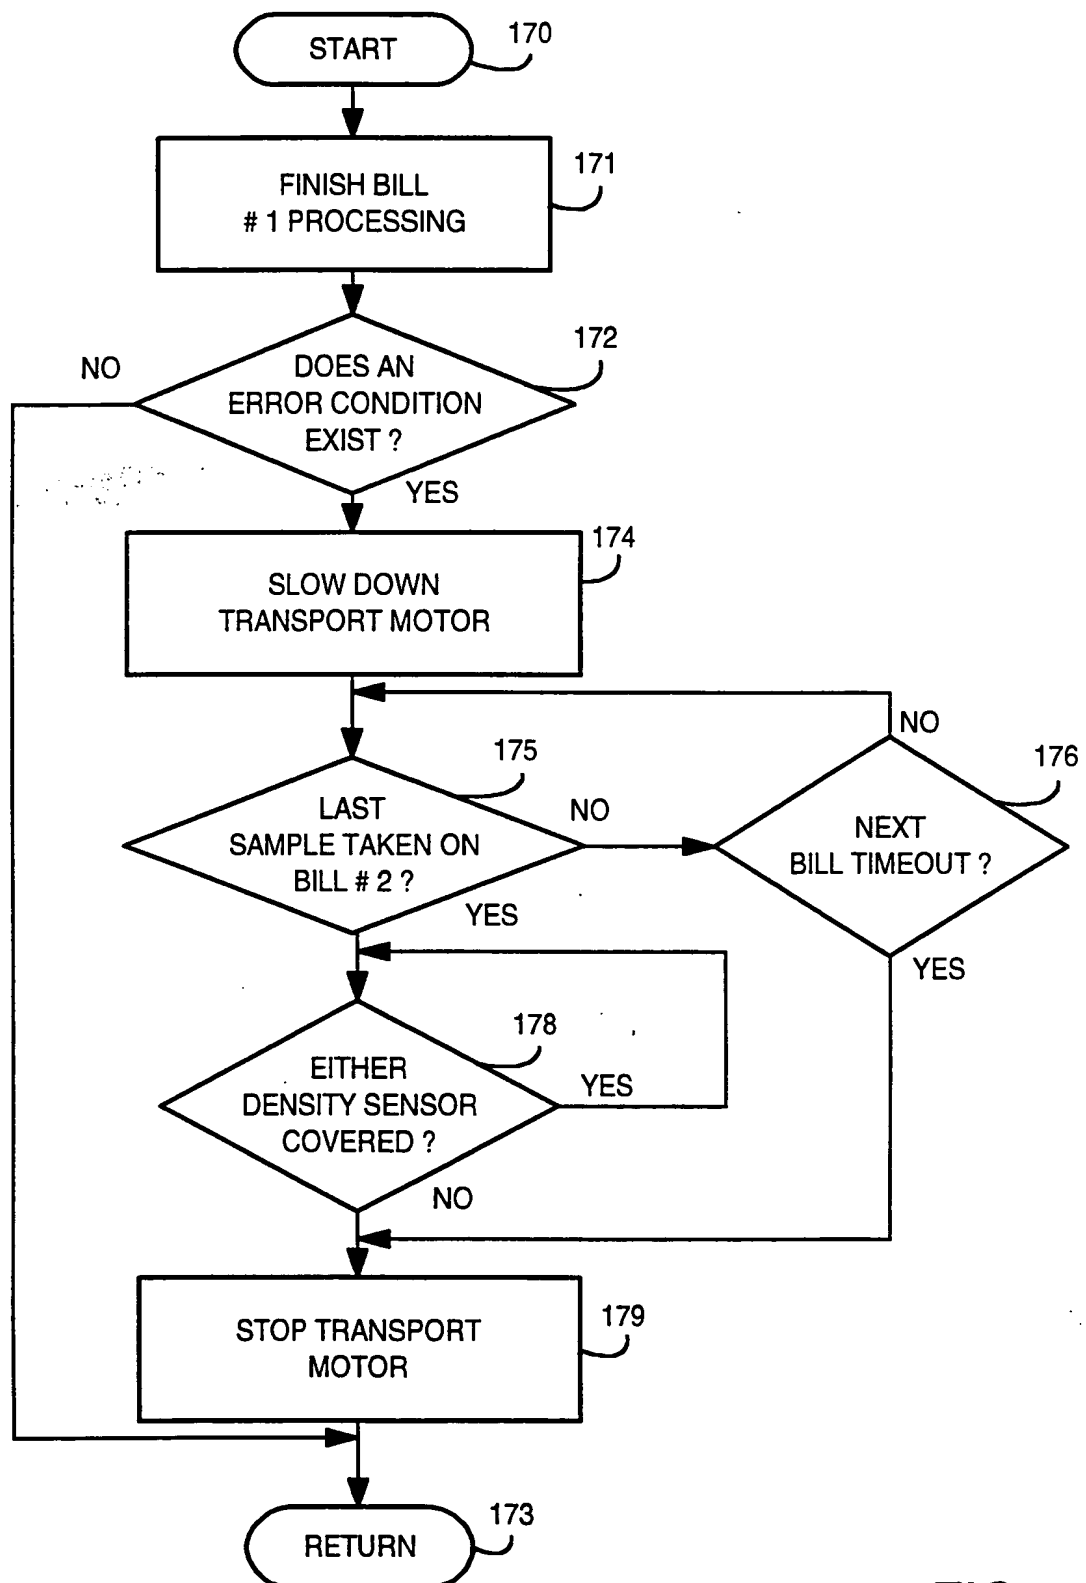 START
170
FINISH BILL
# 1 PROCESSING
171
DOES AN
ERROR CONDITION
EXIST ?
172
NO
YES
SLOW DOWN
TRANSPORT MOTOR
174
LAST
SAMPLE TAKEN ON
BILL # 2 ?
175
NO
YES
NEXT
BILL TIMEOUT ?
176
NO
YES
EITHER
DENSITY SENSOR
COVERED ?
178
YES
NO
STOP TRANSPORT
MOTOR
179
RETURN
173